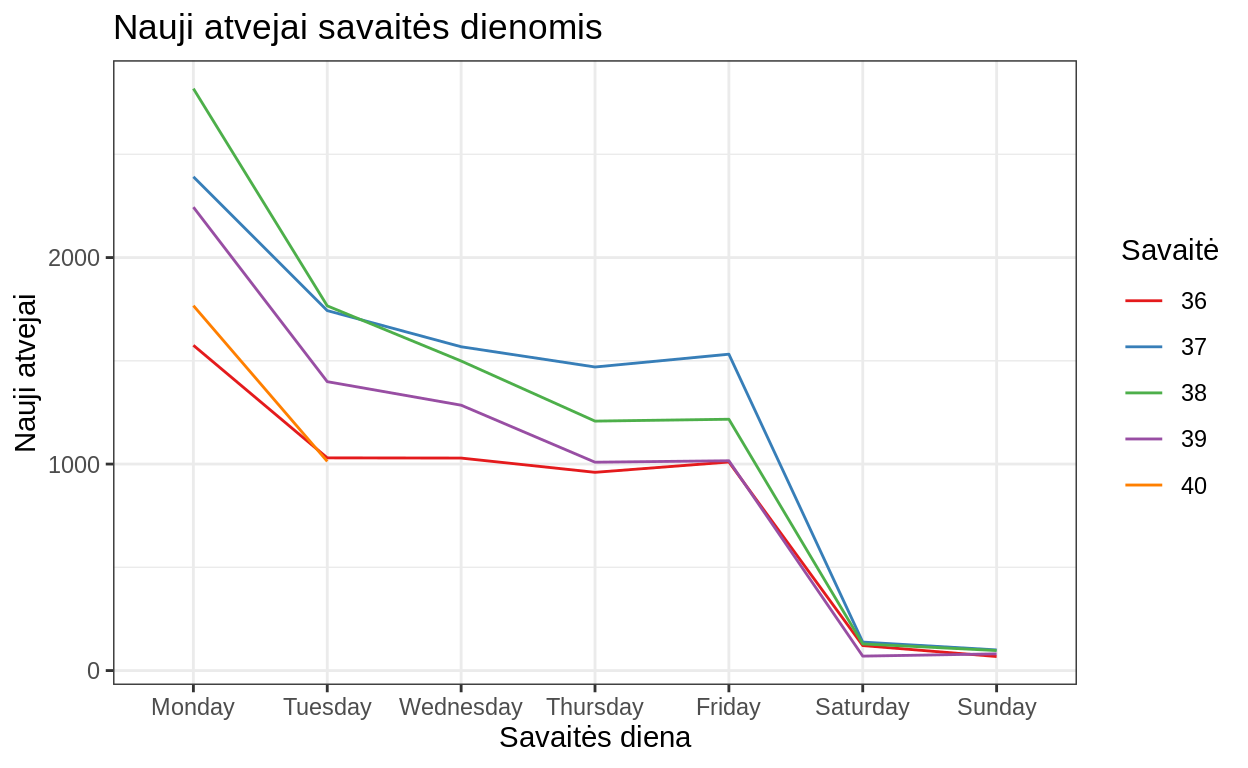 Nauji atvejai savaitės dienomis
Nauji atvejai
2000
1000
0
Monday Tuesday Wednesday Thursday Friday Saturday Sunday
Savaitės diena
Savaitė
36
37
38
39
40